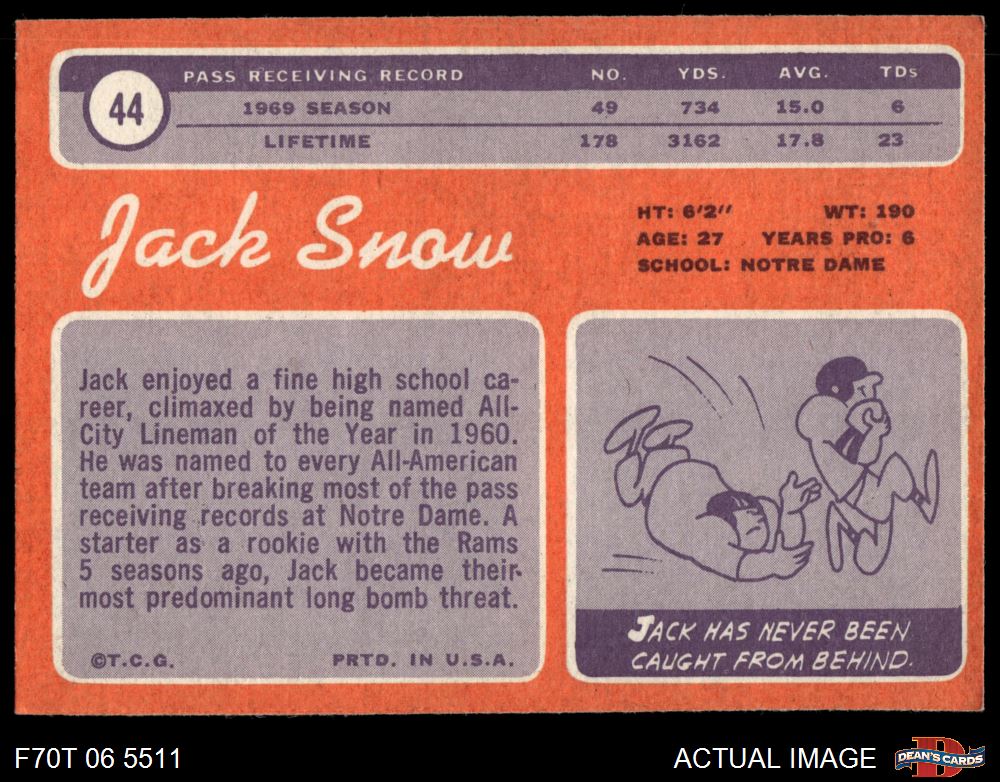 44
PASS RECEIVING RECORD NO. YDS. AVG. TDs
1969 SEASON 49 734 15.0 6
LIFETIME 178 3162 17.8 23
Jack Snow
HT: 6'2'' WT: 190
AGE: 27 YEARS PRO: 6
SCHOOL: NOTRE DAME
Jack enjoyed a fine high school ca-
reer, climaxed by being named All-
City Lineman of the Year in 1960.
He was named to every All-American
team after breaking most of the pass
receiving records at Notre Dame. A
starter as a rookie with the Rams
5 seasons ago, Jack became their
most predominant long bomb threat.
©T.C.G. PRTD. IN U.S.A.
JACK HAS NEVER BEEN
CAUGHT FROM BEHIND.
F70T 06 5511
ACTUAL IMAGE
D
DEAN'S CARDS